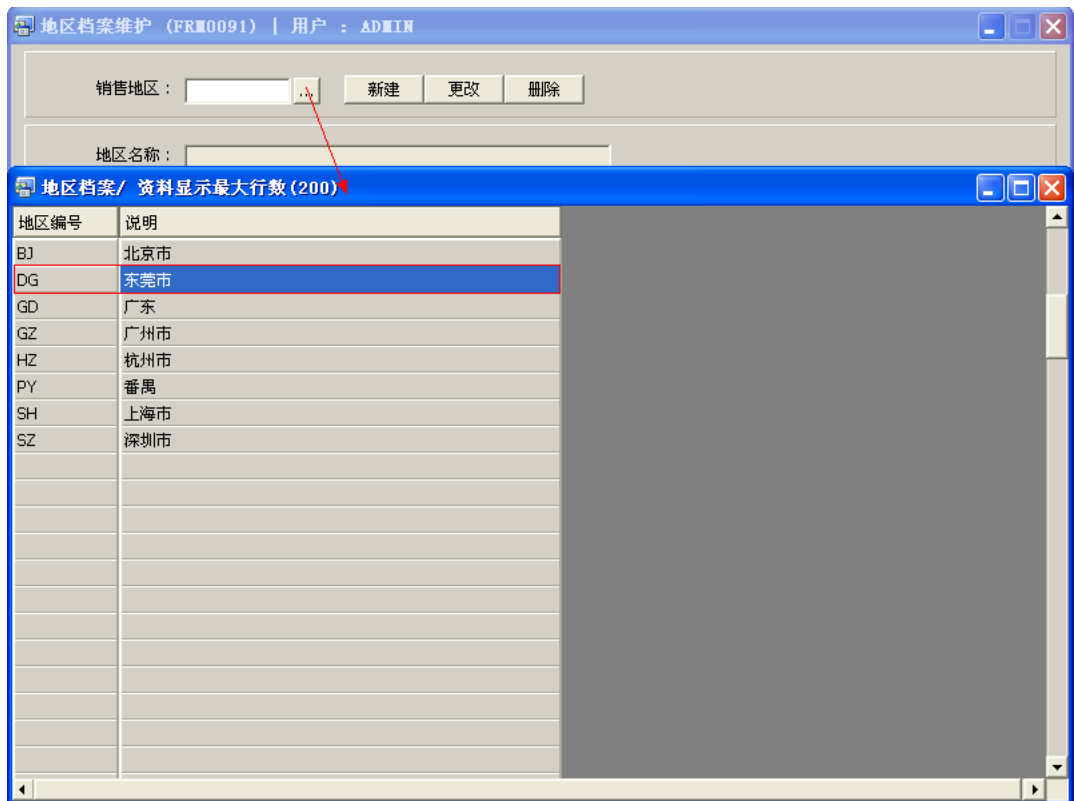 地区档案维护 (FRM0091) | 用户 : ADMIN
销售地区： ... 新建 更改 删除
地区名称：
地区档案/ 资料显示最大行数(200)
地区编号 说明
BJ 北京市
DG 东莞市
GD 广东
GZ 广州市
HZ 杭州市
PY 番禺
SH 上海市
SZ 深圳市